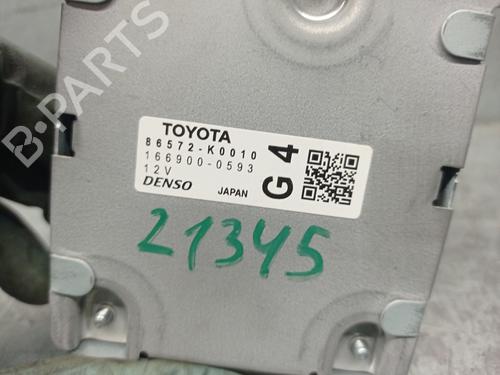 B-PARTS
TOYOTA
86572-K0010
166900-0593
12V
DENSO JAPAN
G 4
21345